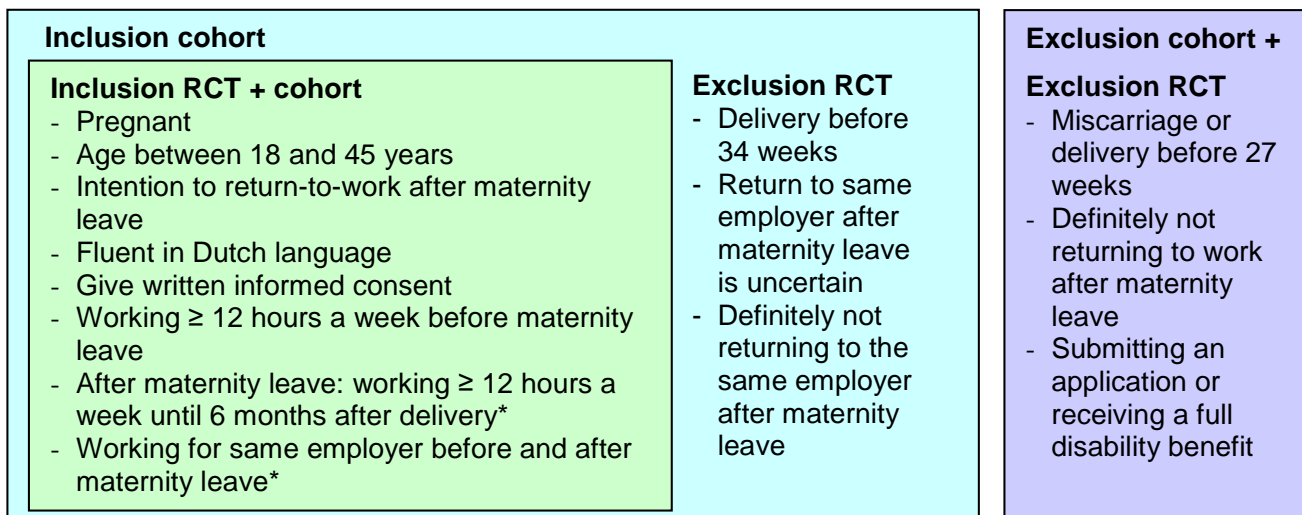 Inclusion cohort
Inclusion RCT + cohort
- Pregnant
- Age between 18 and 45 years
- Intention to return-to-work after maternity
leave
- Fluent in Dutch language
- Give written informed consent
- Working ≥ 12 hours a week before maternity
leave
- After maternity leave: working ≥ 12 hours a
week until 6 months after delivery*
- Working for same employer before and after
maternity leave*
Exclusion RCT
- Delivery before
34 weeks
- Return to same
employer after
maternity leave
is uncertain
- Definitely not
returning to the
same employer
after maternity
leave
Exclusion cohort +
Exclusion RCT
- Miscarriage or
delivery before 27
weeks
- Definitely not
returning to work
after maternity
leave
- Submitting an
application or
receiving a full
disability benefit